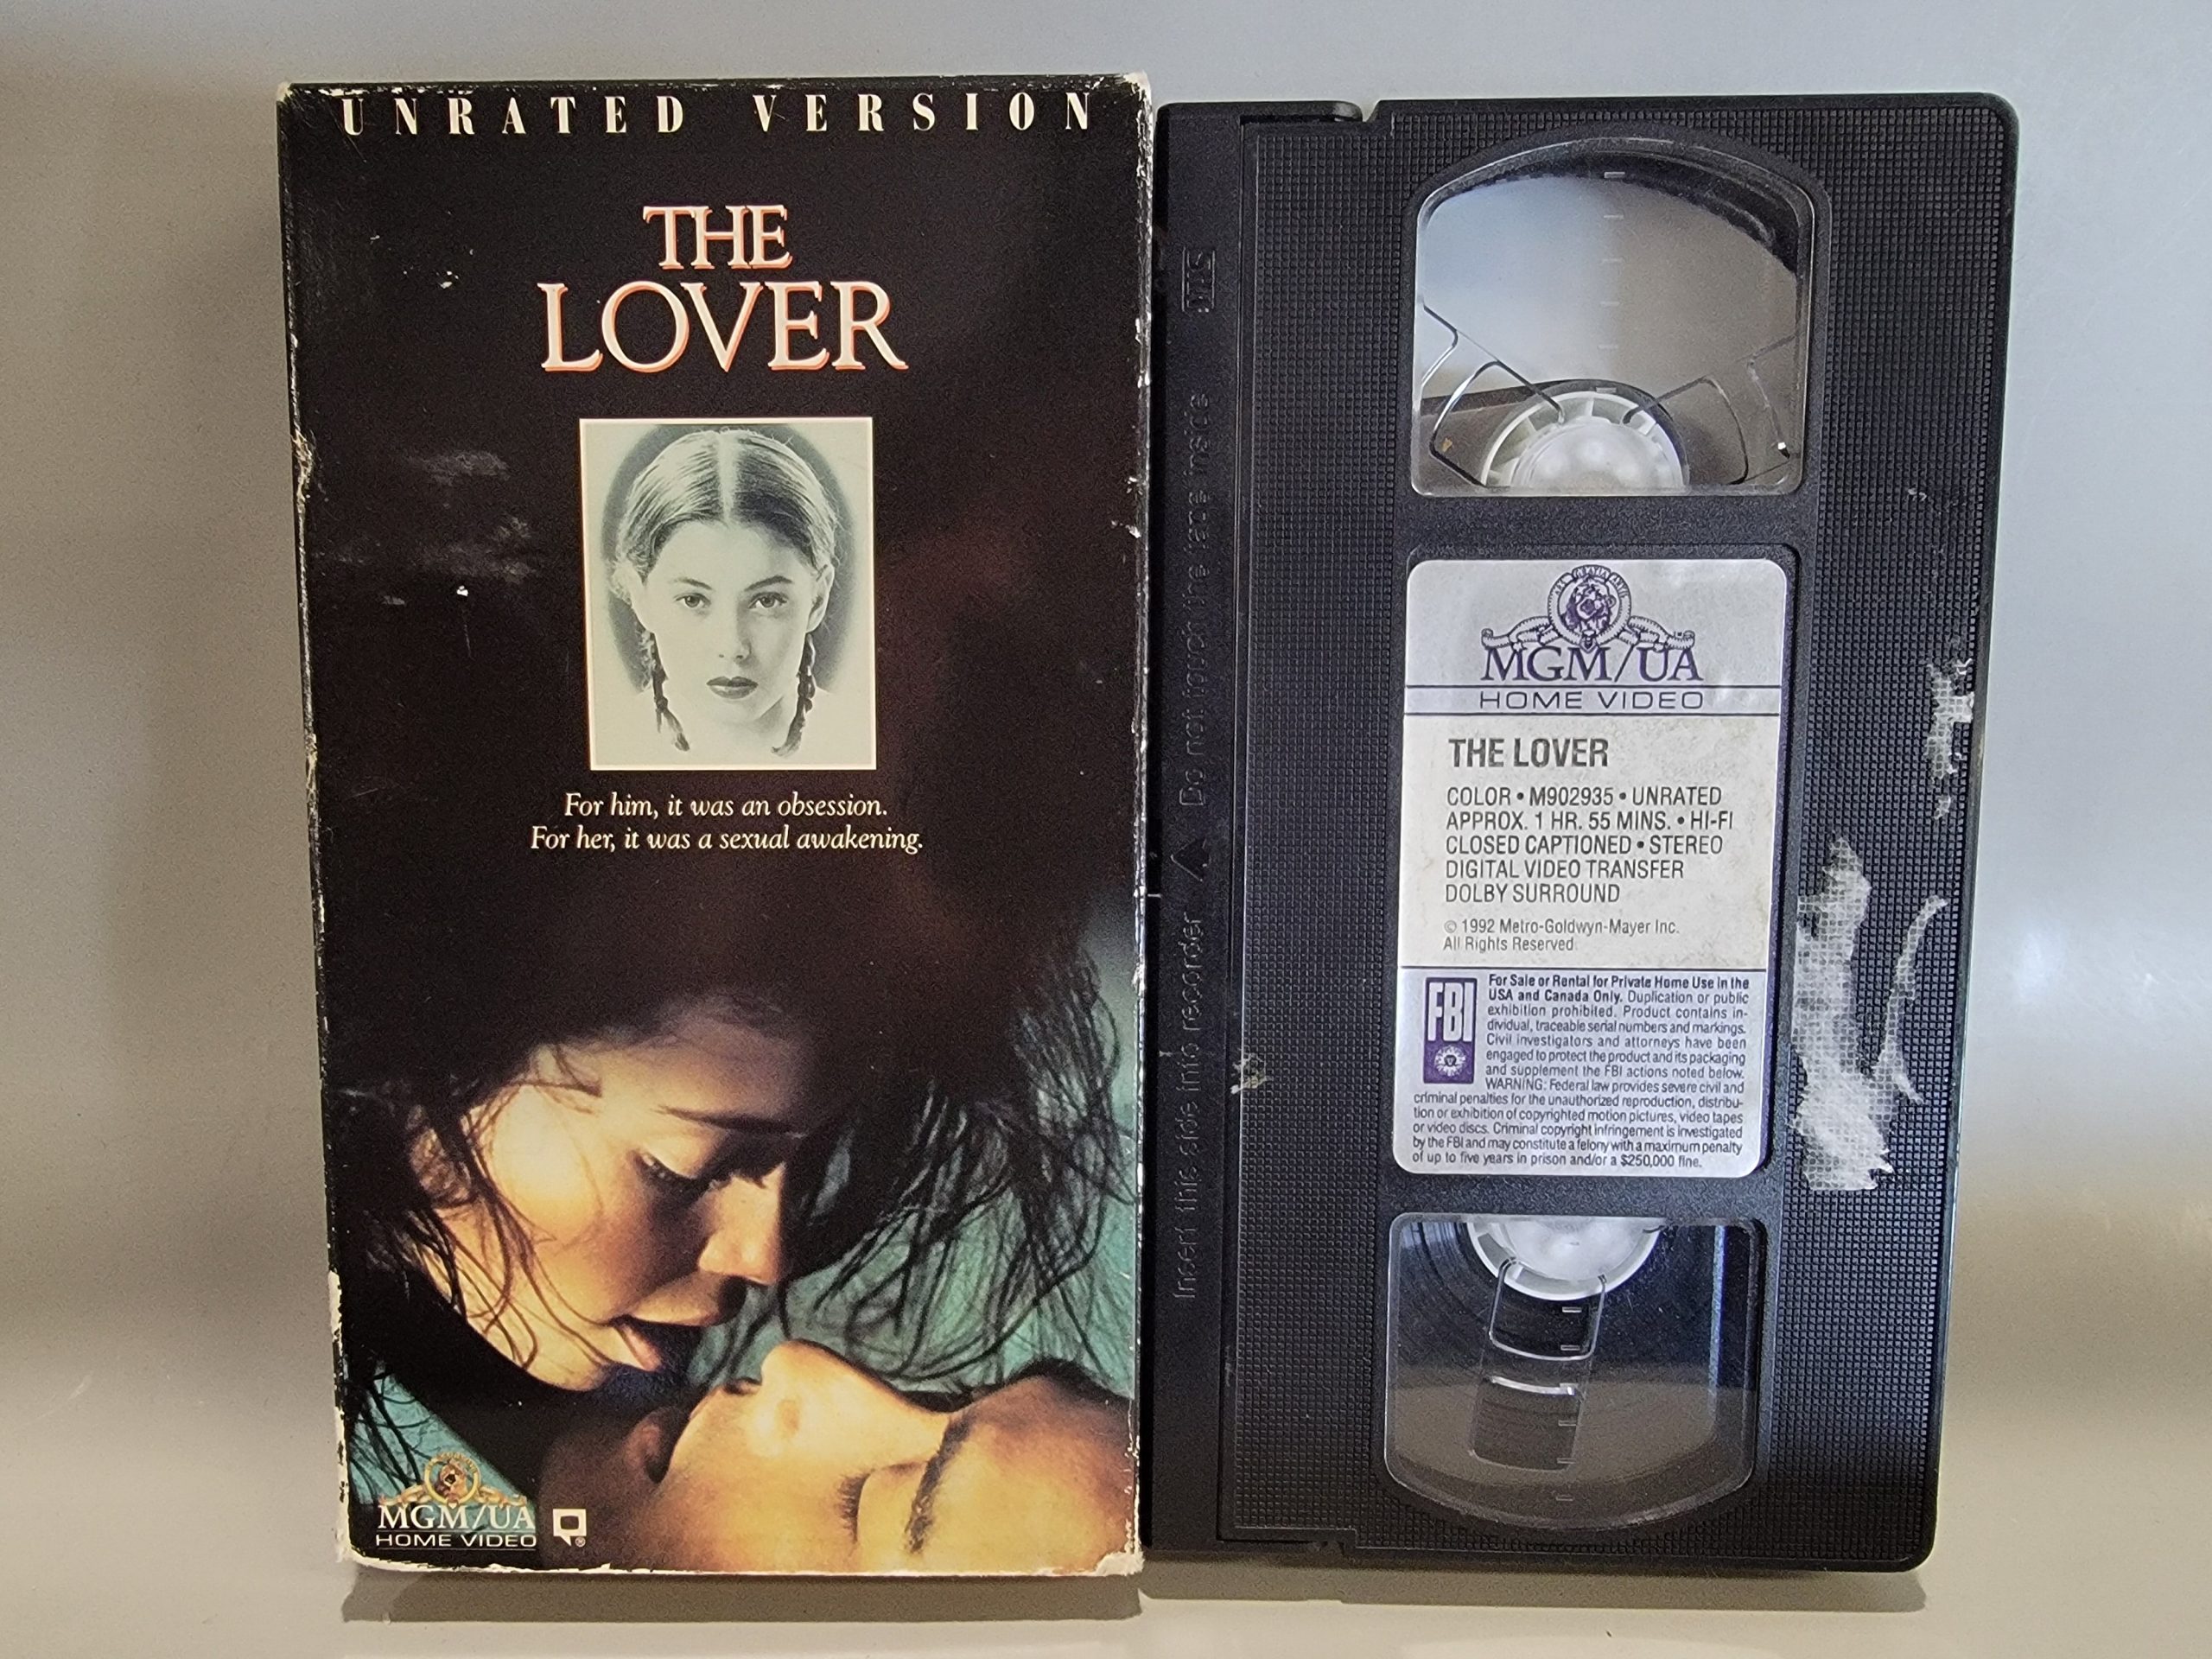 UNRATED VERSION
THE
LOVER
For him, it was an obsession.
For her, it was a sexual awakening.
MGM/UA
HOME VIDEO
VHS
Insert this side into recorder
Do not touch the tape inside
MGM/UA
HOME VIDEO
THE LOVER
COLOR • M902935 • UNRATED
APPROX. 1 HR. 55 MINS. • HI-FI
CLOSED CAPTIONED • STEREO
DIGITAL VIDEO TRANSFER
DOLBY SURROUND
© 1992 Metro-Goldwyn-Mayer Inc.
All Rights Reserved.
FBI
For Sale or Rental for Private Home Use in the
USA and Canada Only. Duplication or public
exhibition prohibited. Product contains in-
dividual, traceable serial numbers and markings.
Civil investigators and attorneys have been
engaged to protect the product and its packaging
and supplement the FBI actions noted below.
WARNING: Federal law provides severe civil and
criminal penalties for the unauthorized reproduction, distribu-
tion or exhibition of copyrighted motion pictures, video tapes
or video discs. Criminal copyright infringement is investigated
by the FBI and may constitute a felony with a maximum penalty
of up to five years in prison and/or a $250,000 fine.